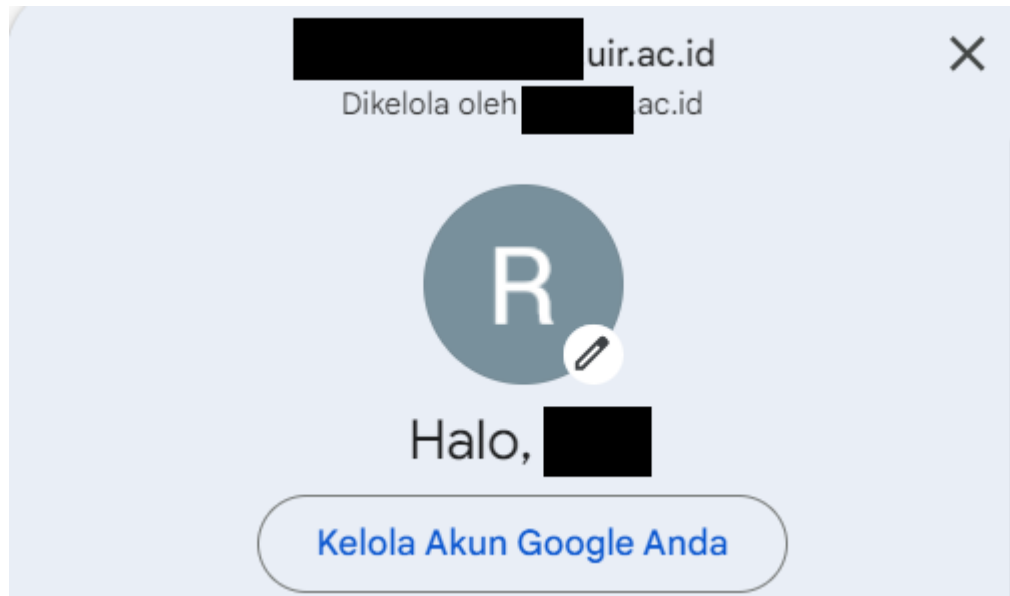 uir.ac.id
Dikelola oleh .ac.id
R
Halo,
Kelola Akun Google Anda